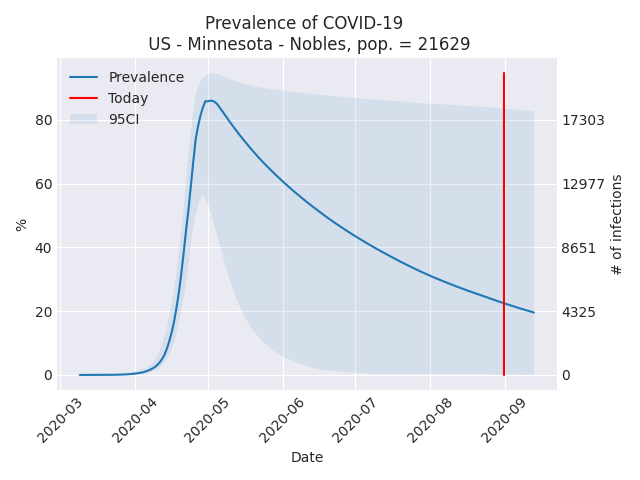 Prevalence of COVID-19
US - Minnesota - Nobles, pop. = 21629
Prevalence
Today
95CI
80
60
40
20
0
%
17303
12977
8651
4325
0
# of infections
2020-03
2020-04
2020-05
2020-06
2020-07
2020-08
2020-09
Date